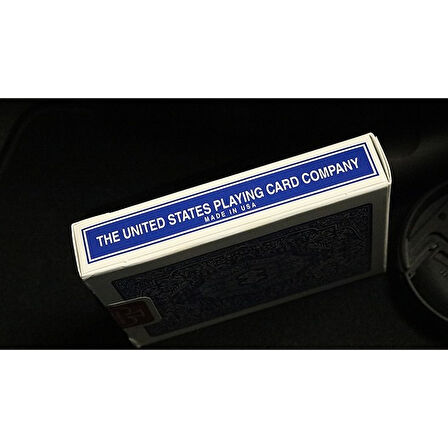 THE UNITED STATES PLAYING CARD COMPANY
MADE IN USA